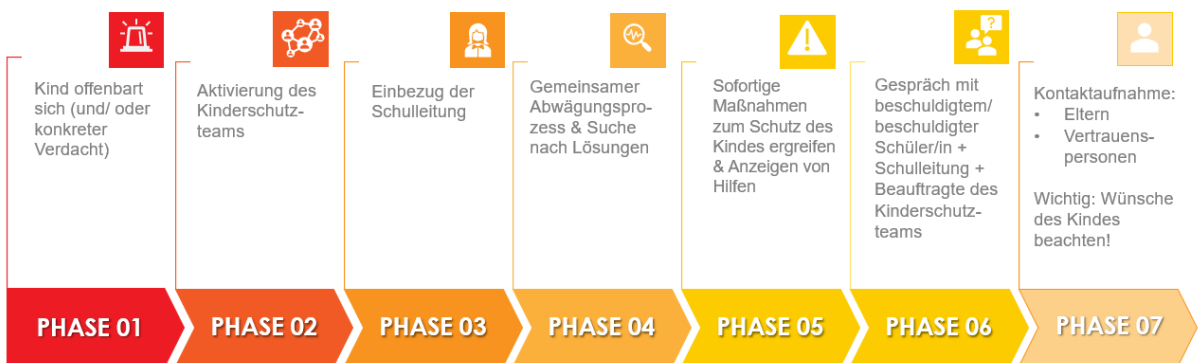 Kind offenbart
sich (und/ oder
konkreter
Verdacht)
Aktivierung des
Kinderschutz-
teams
Einbezug der
Schulleitung
Gemeinsamer
Abwägungspro-
zess & Suche
nach Lösungen
Sofortige
Maßnahmen
zum Schutz des
Kindes ergreifen
& Anzeigen von
Hilfen
Gespräch mit
beschuldigtem/
beschuldigter
Schüler/in +
Schulleitung +
Beauftragte des
Kinderschutz-
teams
Kontaktaufnahme:
• Eltern
• Vertrauens-
personen
Wichtig: Wünsche
des Kindes
beachten!
PHASE 01
PHASE 02
PHASE 03
PHASE 04
PHASE 05
PHASE 06
PHASE 07